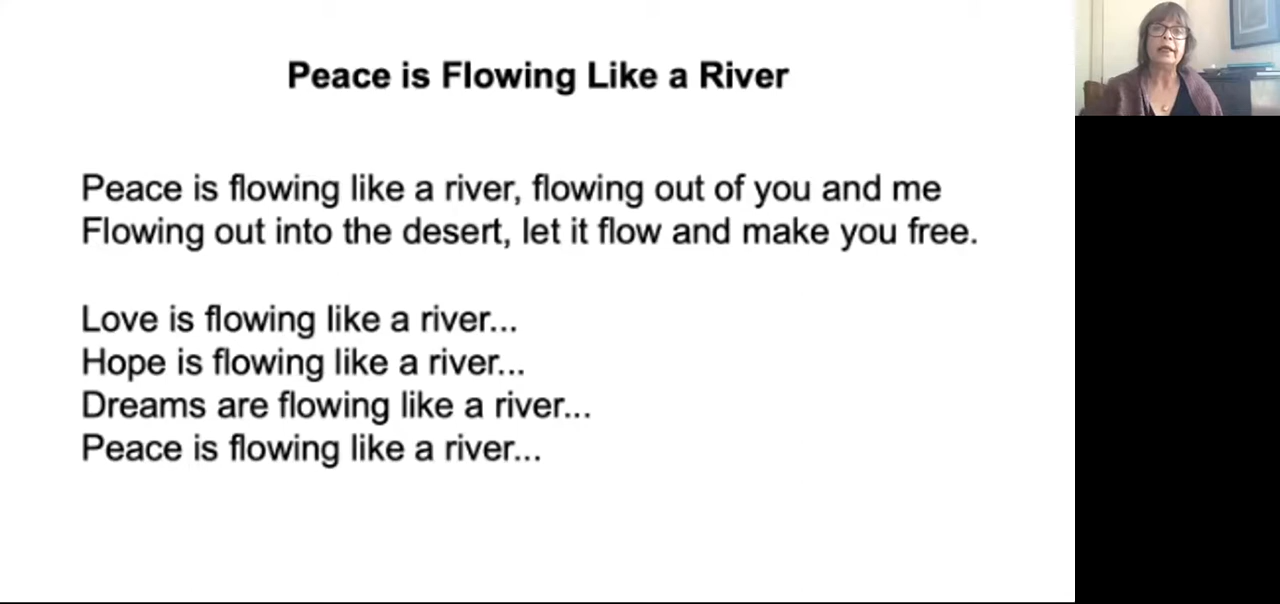 Peace is Flowing Like a River
Peace is flowing like a river, flowing out of you and me
Flowing out into the desert, let it flow and make you free.
Love is flowing like a river...
Hope is flowing like a river...
Dreams are flowing like a river...
Peace is flowing like a river...